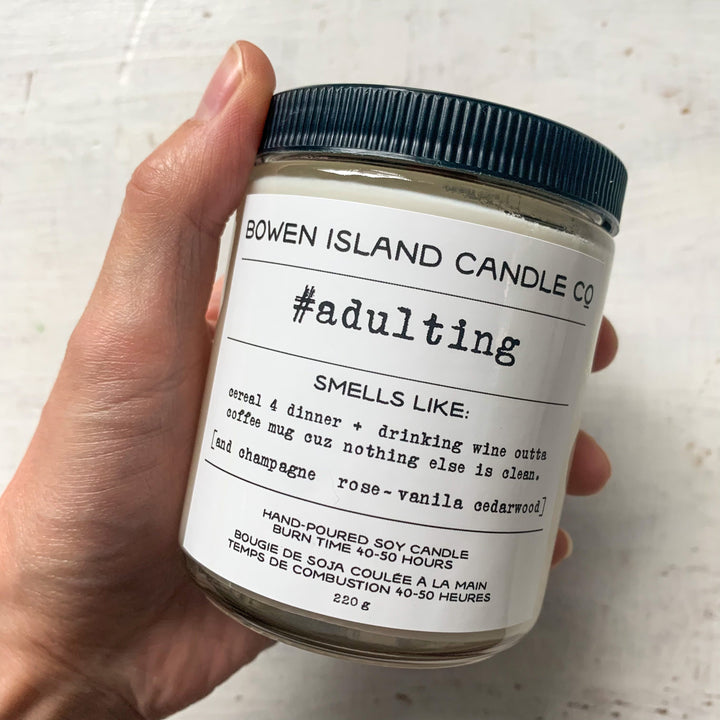 BOWEN ISLAND CANDLE CO
#adulting
SMELLS LIKE:
cereal 4 dinner + drinking wine outta
coffee mug cuz nothing else is clean.
[and champagne rose~vanila cedarwood]
HAND-POURED SOY CANDLE
BURN TIME 40-50 HOURS
BOUGIE DE SOJA COULÉE A LA MAIN
TEMPS DE COMBUSTION 40-50 HEURES
220 g